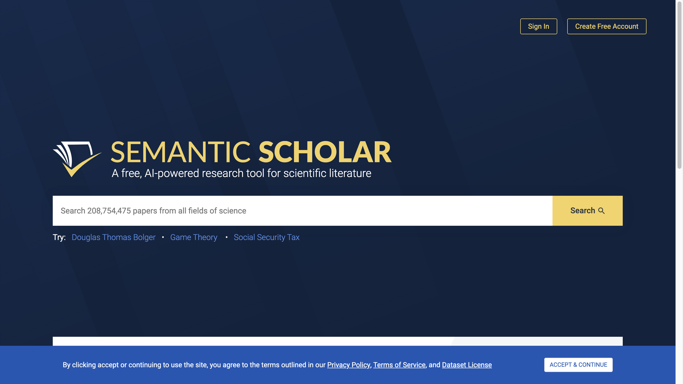 Sign In
Create Free Account
SEMANTIC SCHOLAR
A free, AI-powered research tool for scientific literature
Search 208,754,475 papers from all fields of science
Search
Try: Douglas Thomas Bolger • Game Theory • Social Security Tax
By clicking accept or continuing to use the site, you agree to the terms outlined in our Privacy Policy, Terms of Service, and Dataset License
ACCEPT & CONTINUE